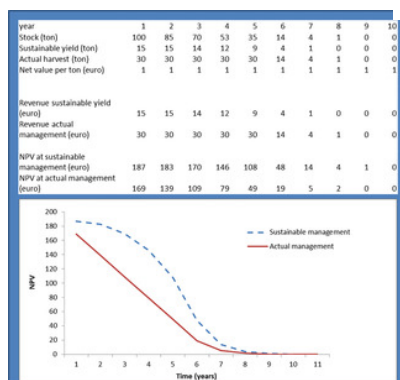 year 1 2 3 4 5 6 7 8 9 10
Stock (ton) 100 85 70 53 35 14 4 1 0 0
Sustainable yield (ton) 15 15 14 12 9 4 1 0 0 0
Actual harvest (ton) 30 30 30 30 30 14 4 1 0 0
Net value per ton (euro) 1 1 1 1 1 1 1 1 1 1
Revenue sustainable yield
(euro) 15 15 14 12 9 4 1 0 0 0
Revenue actual
management (euro) 30 30 30 30 30 14 4 1 0 0
NPV at sustainable
management (euro) 187 183 170 146 108 48 14 4 1 0
NPV at actual management
(euro) 169 139 109 79 49 19 5 2 0 0
200
180
160
140
120
100
80
60
40
20
0
NPV
Sustainable management
Actual management
1 2 3 4 5 6 7 8 9 10 11
Time (years)